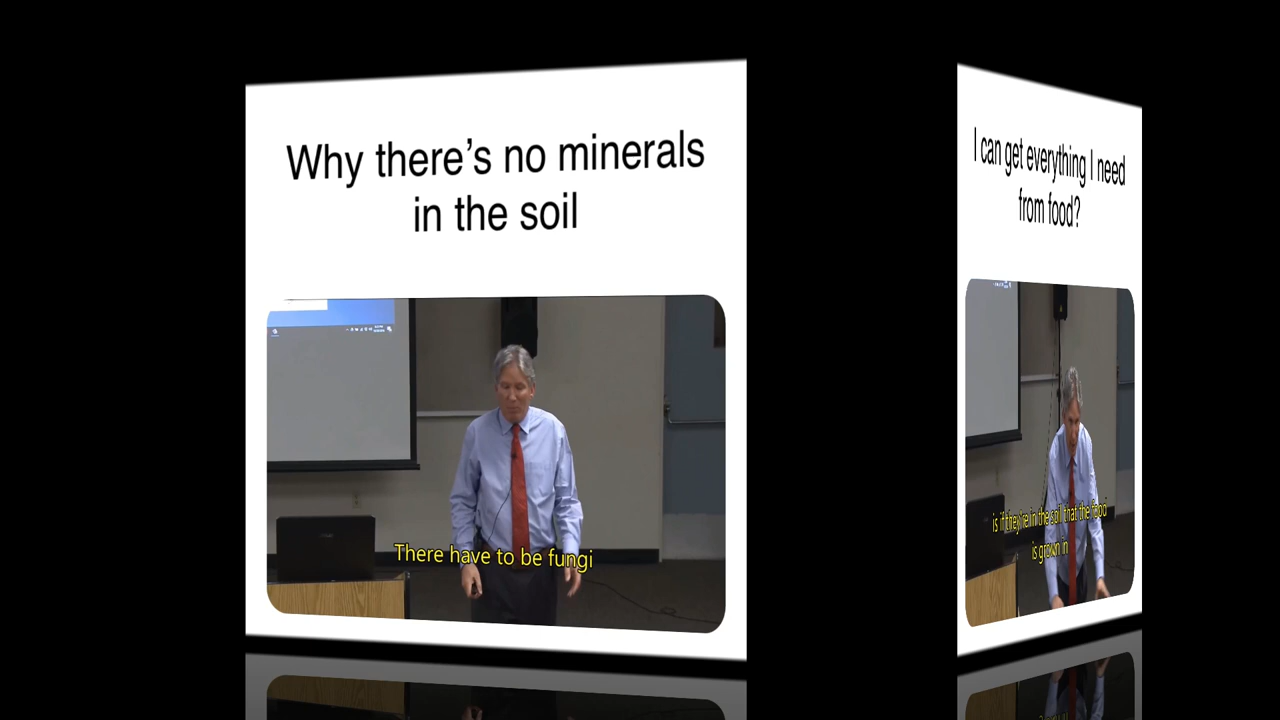 Why there's no minerals
in the soil
There have to be fungi
I can get everything I need
from food?
is if they're in the soil that the food
is grown in